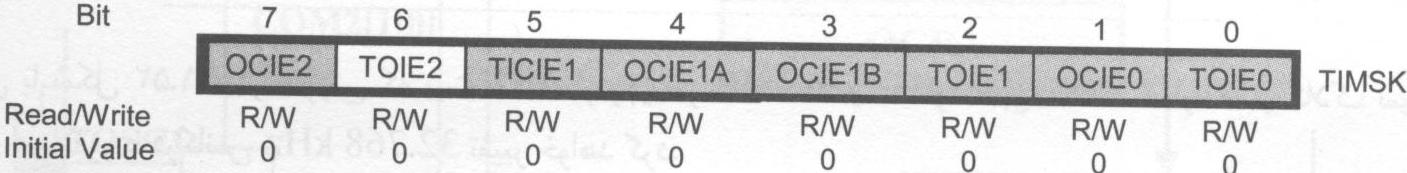 Bit 7 6 5 4 3 2 1 0
OCIE2 TOIE2 TICIE1 OCIE1A OCIE1B TOIE1 OCIE0 TOIE0 TIMSK
Read/Write R/W R/W R/W R/W R/W R/W R/W R/W
Initial Value 0 0 0 0 0 0 0 0